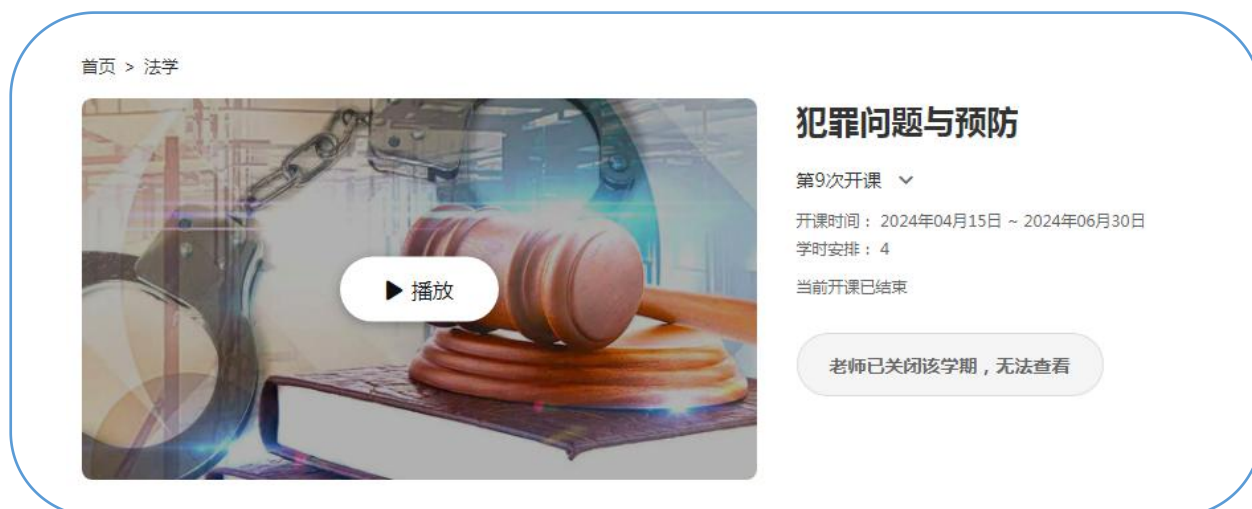 首页 > 法学
犯罪问题与预防
第9次开课
开课时间： 2024年04月15日 ~ 2024年06月30日
学时安排： 4
当前开课已结束
播放
老师已关闭该学期，无法查看